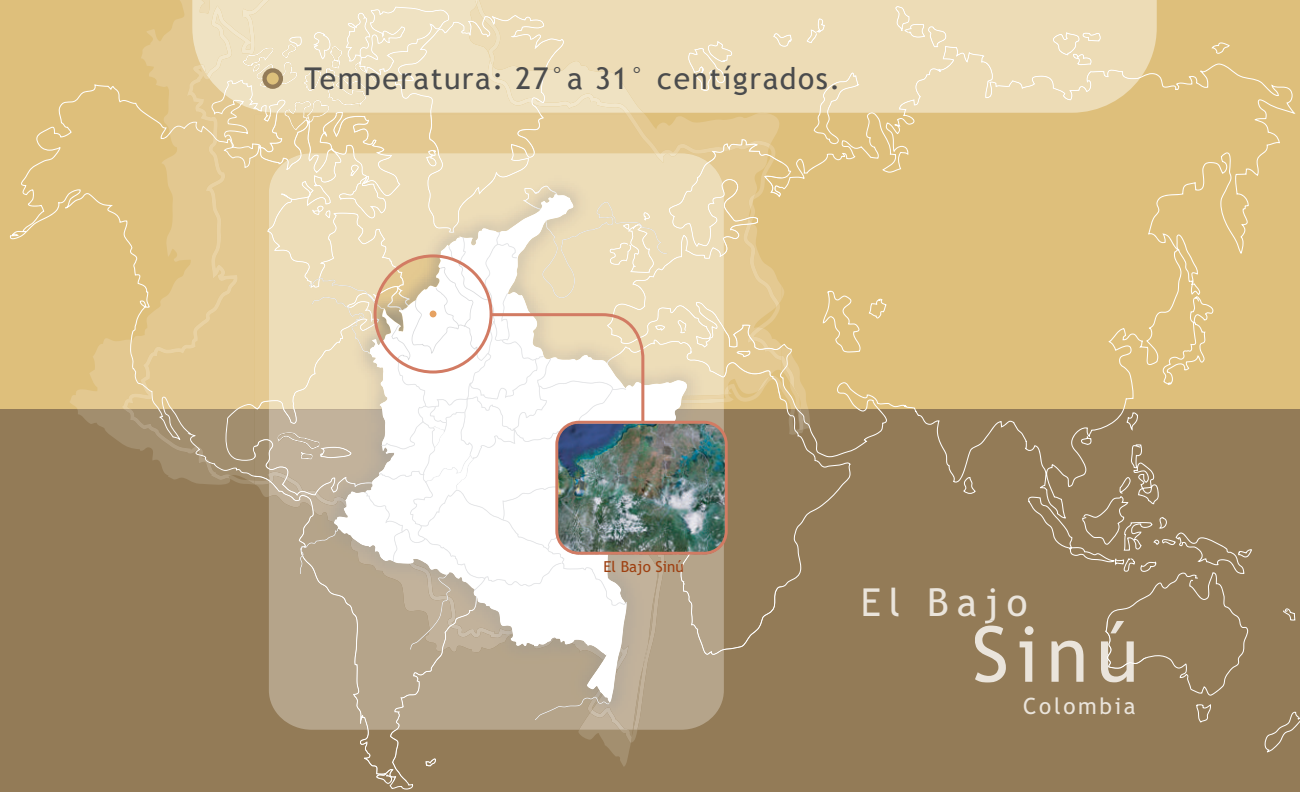 Temperatura: 27° a 31° centígrados.
El Bajo Sinú
El Bajo
Sinú
Colombia